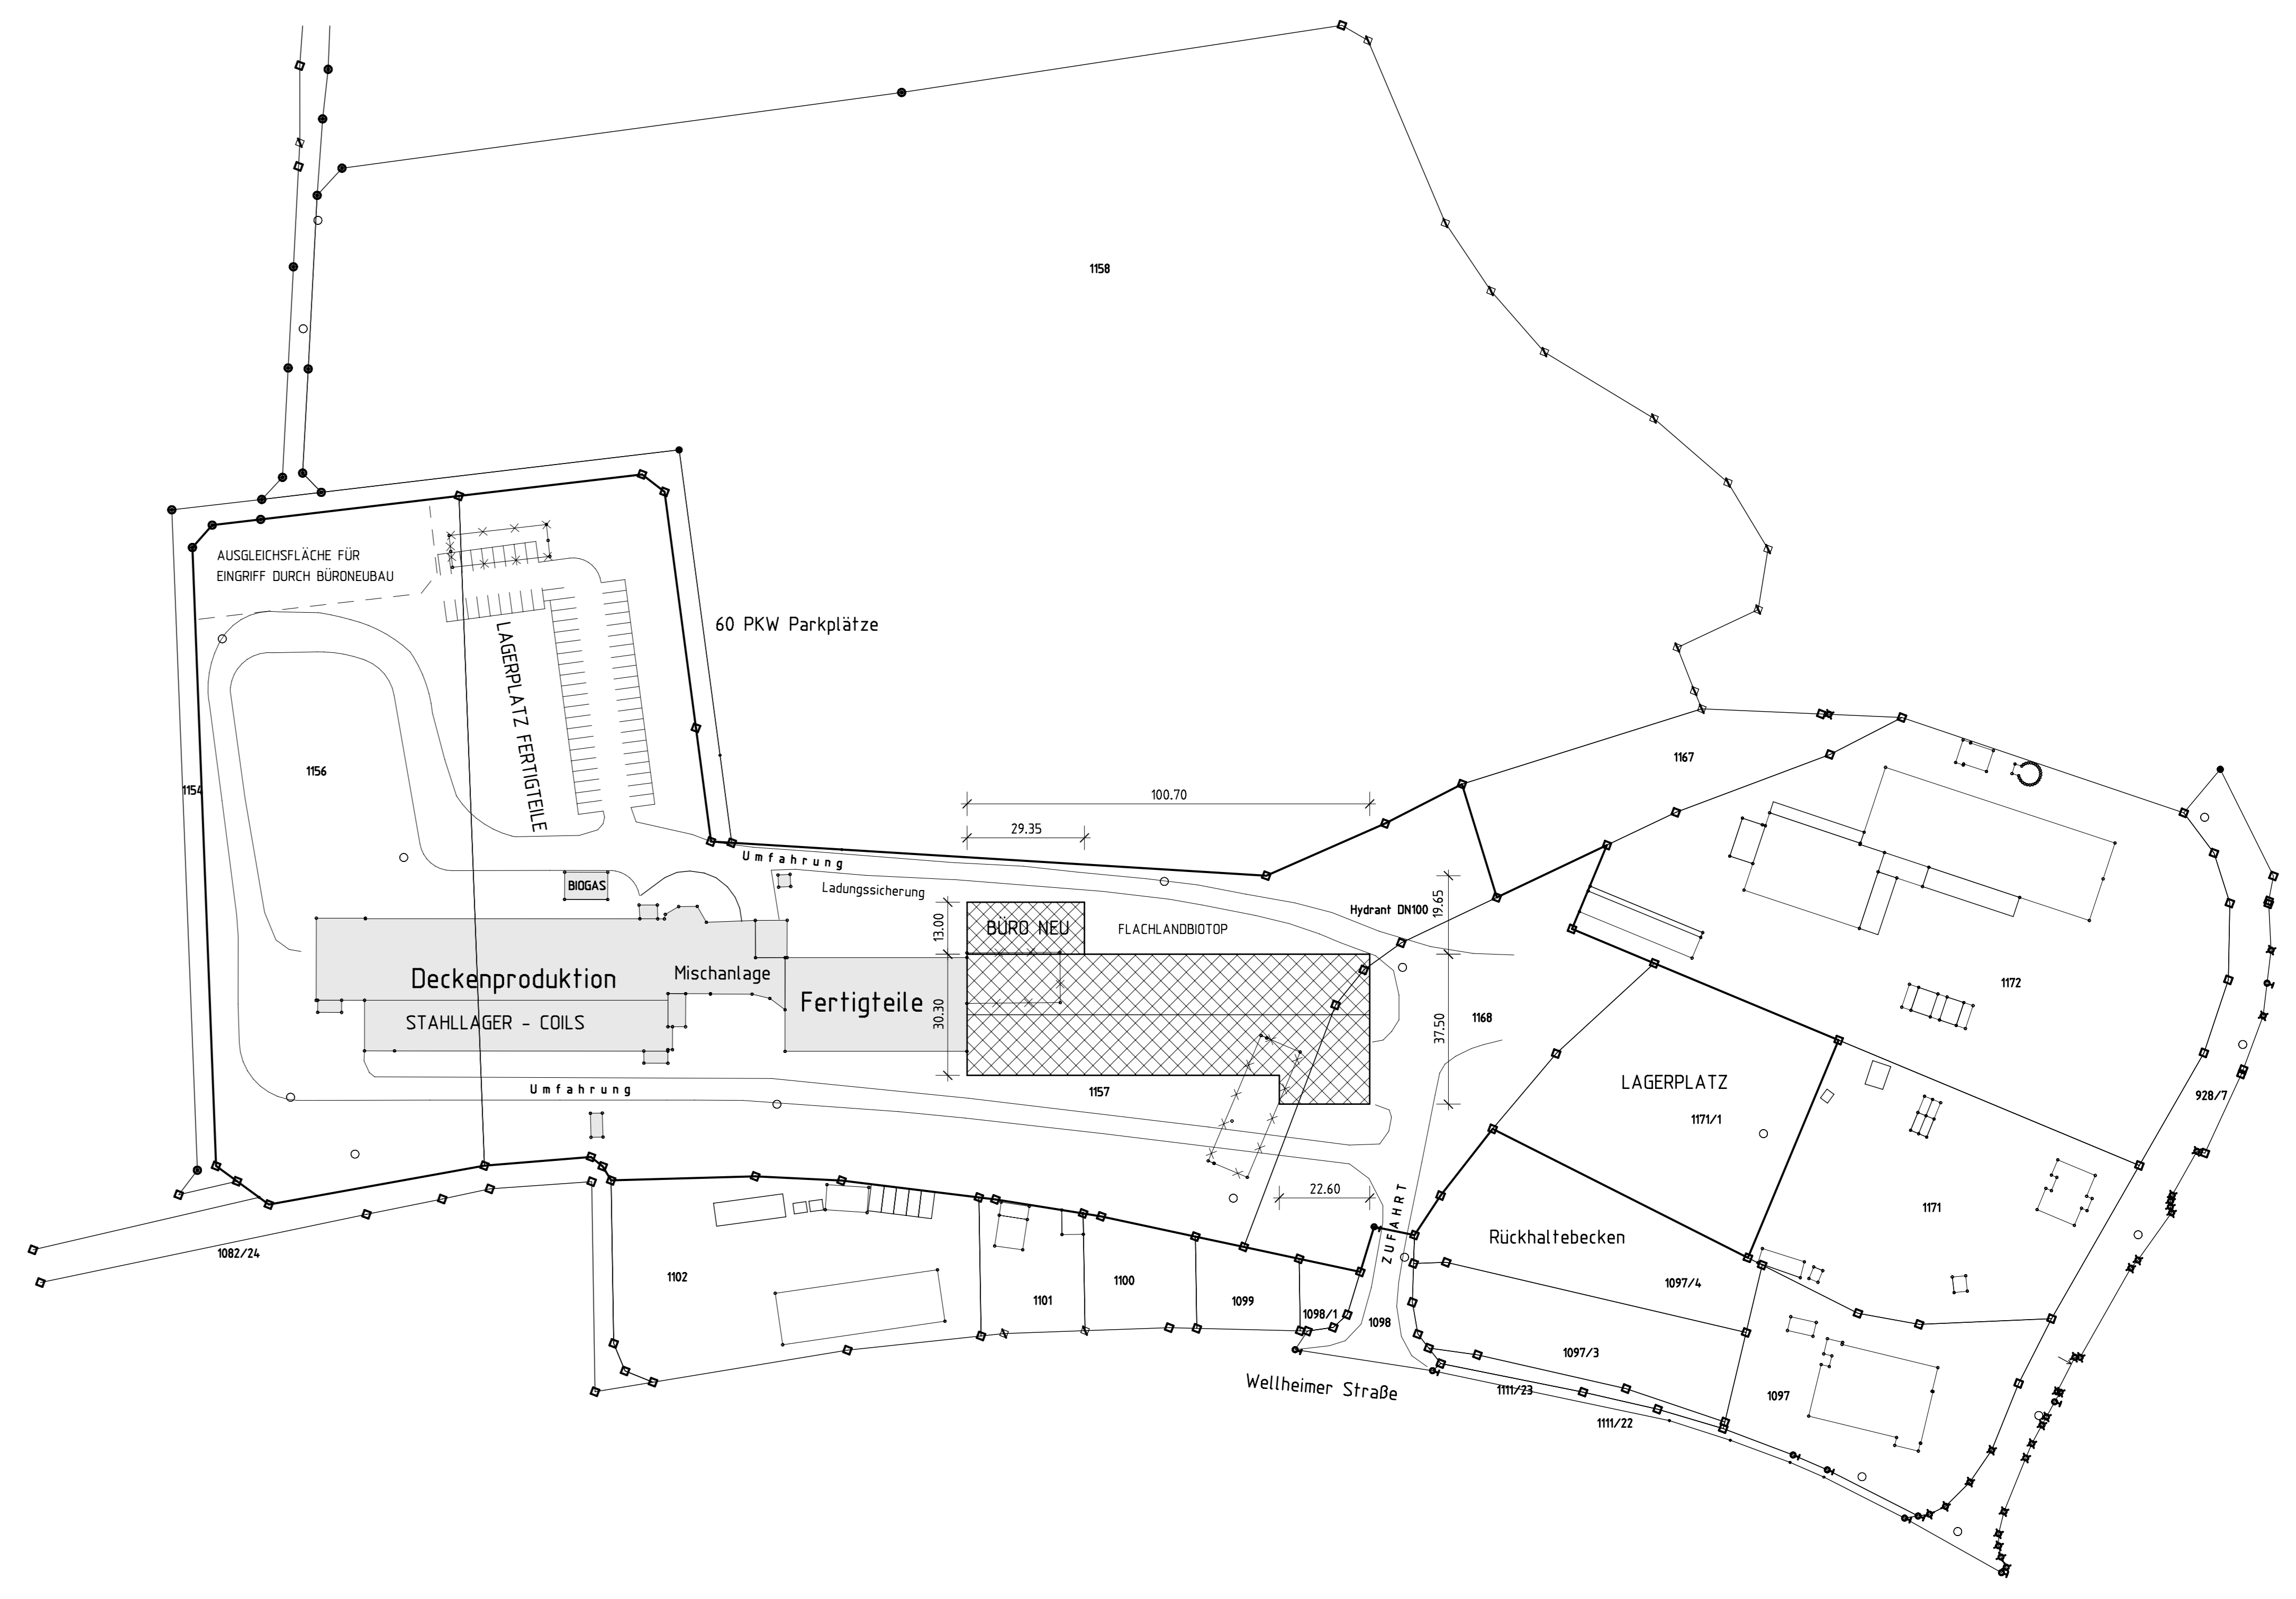 1158
AUSGLEICHSFLÄCHE FÜR
EINGRIFF DURCH BÜRONEUBAU
LAGERPLATZ FERTIGTEILE
60 PKW Parkplätze
1156
1154
1167
100.70
29.35
Umfahrung
Ladungssicherung
BIOGAS
Hydrant DN100
19.65
13.00
BÜRO NEU
FLACHLANDBIOTOP
Deckenproduktion
Mischanlage
Fertigteile
STAHLLAGER - COILS
30.30
37.50
1168
1172
Umfahrung
1157
LAGERPLATZ
1171/1
928/7
22.60
ZUFAHRT
1171
Rückhaltebecken
1082/24
1102
1101
1100
1099
1098/1
1098
1097/4
1097/3
1097
Wellheimer Straße
1111/23
1111/22